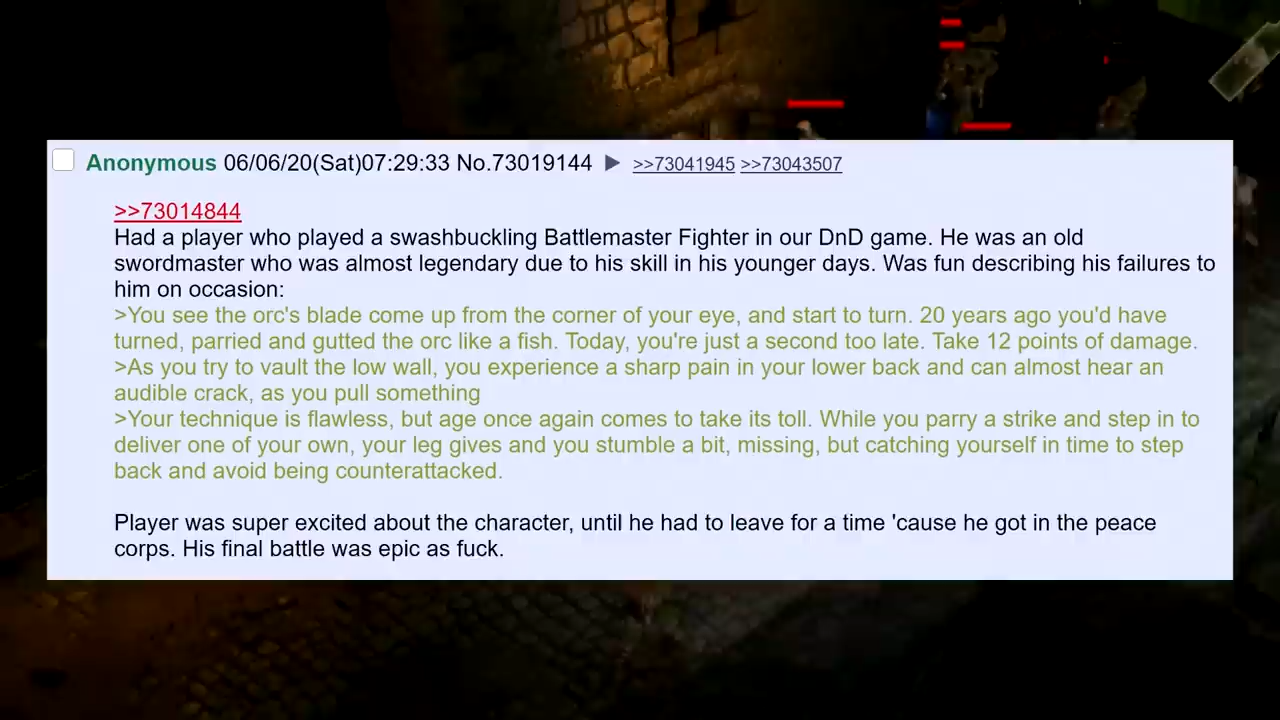 Anonymous 06/06/20(Sat)07:29:33 No.73019144 ▶ >>73041945 >>73043507
>>73014844
Had a player who played a swashbuckling Battlemaster Fighter in our DnD game. He was an old
swordmaster who was almost legendary due to his skill in his younger days. Was fun describing his failures to
him on occasion:
>You see the orc's blade come up from the corner of your eye, and start to turn. 20 years ago you'd have
turned, parried and gutted the orc like a fish. Today, you're just a second too late. Take 12 points of damage.
>As you try to vault the low wall, you experience a sharp pain in your lower back and can almost hear an
audible crack, as you pull something
>Your technique is flawless, but age once again comes to take its toll. While you parry a strike and step in to
deliver one of your own, your leg gives and you stumble a bit, missing, but catching yourself in time to step
back and avoid being counterattacked.
Player was super excited about the character, until he had to leave for a time 'cause he got in the peace
corps. His final battle was epic as fuck.